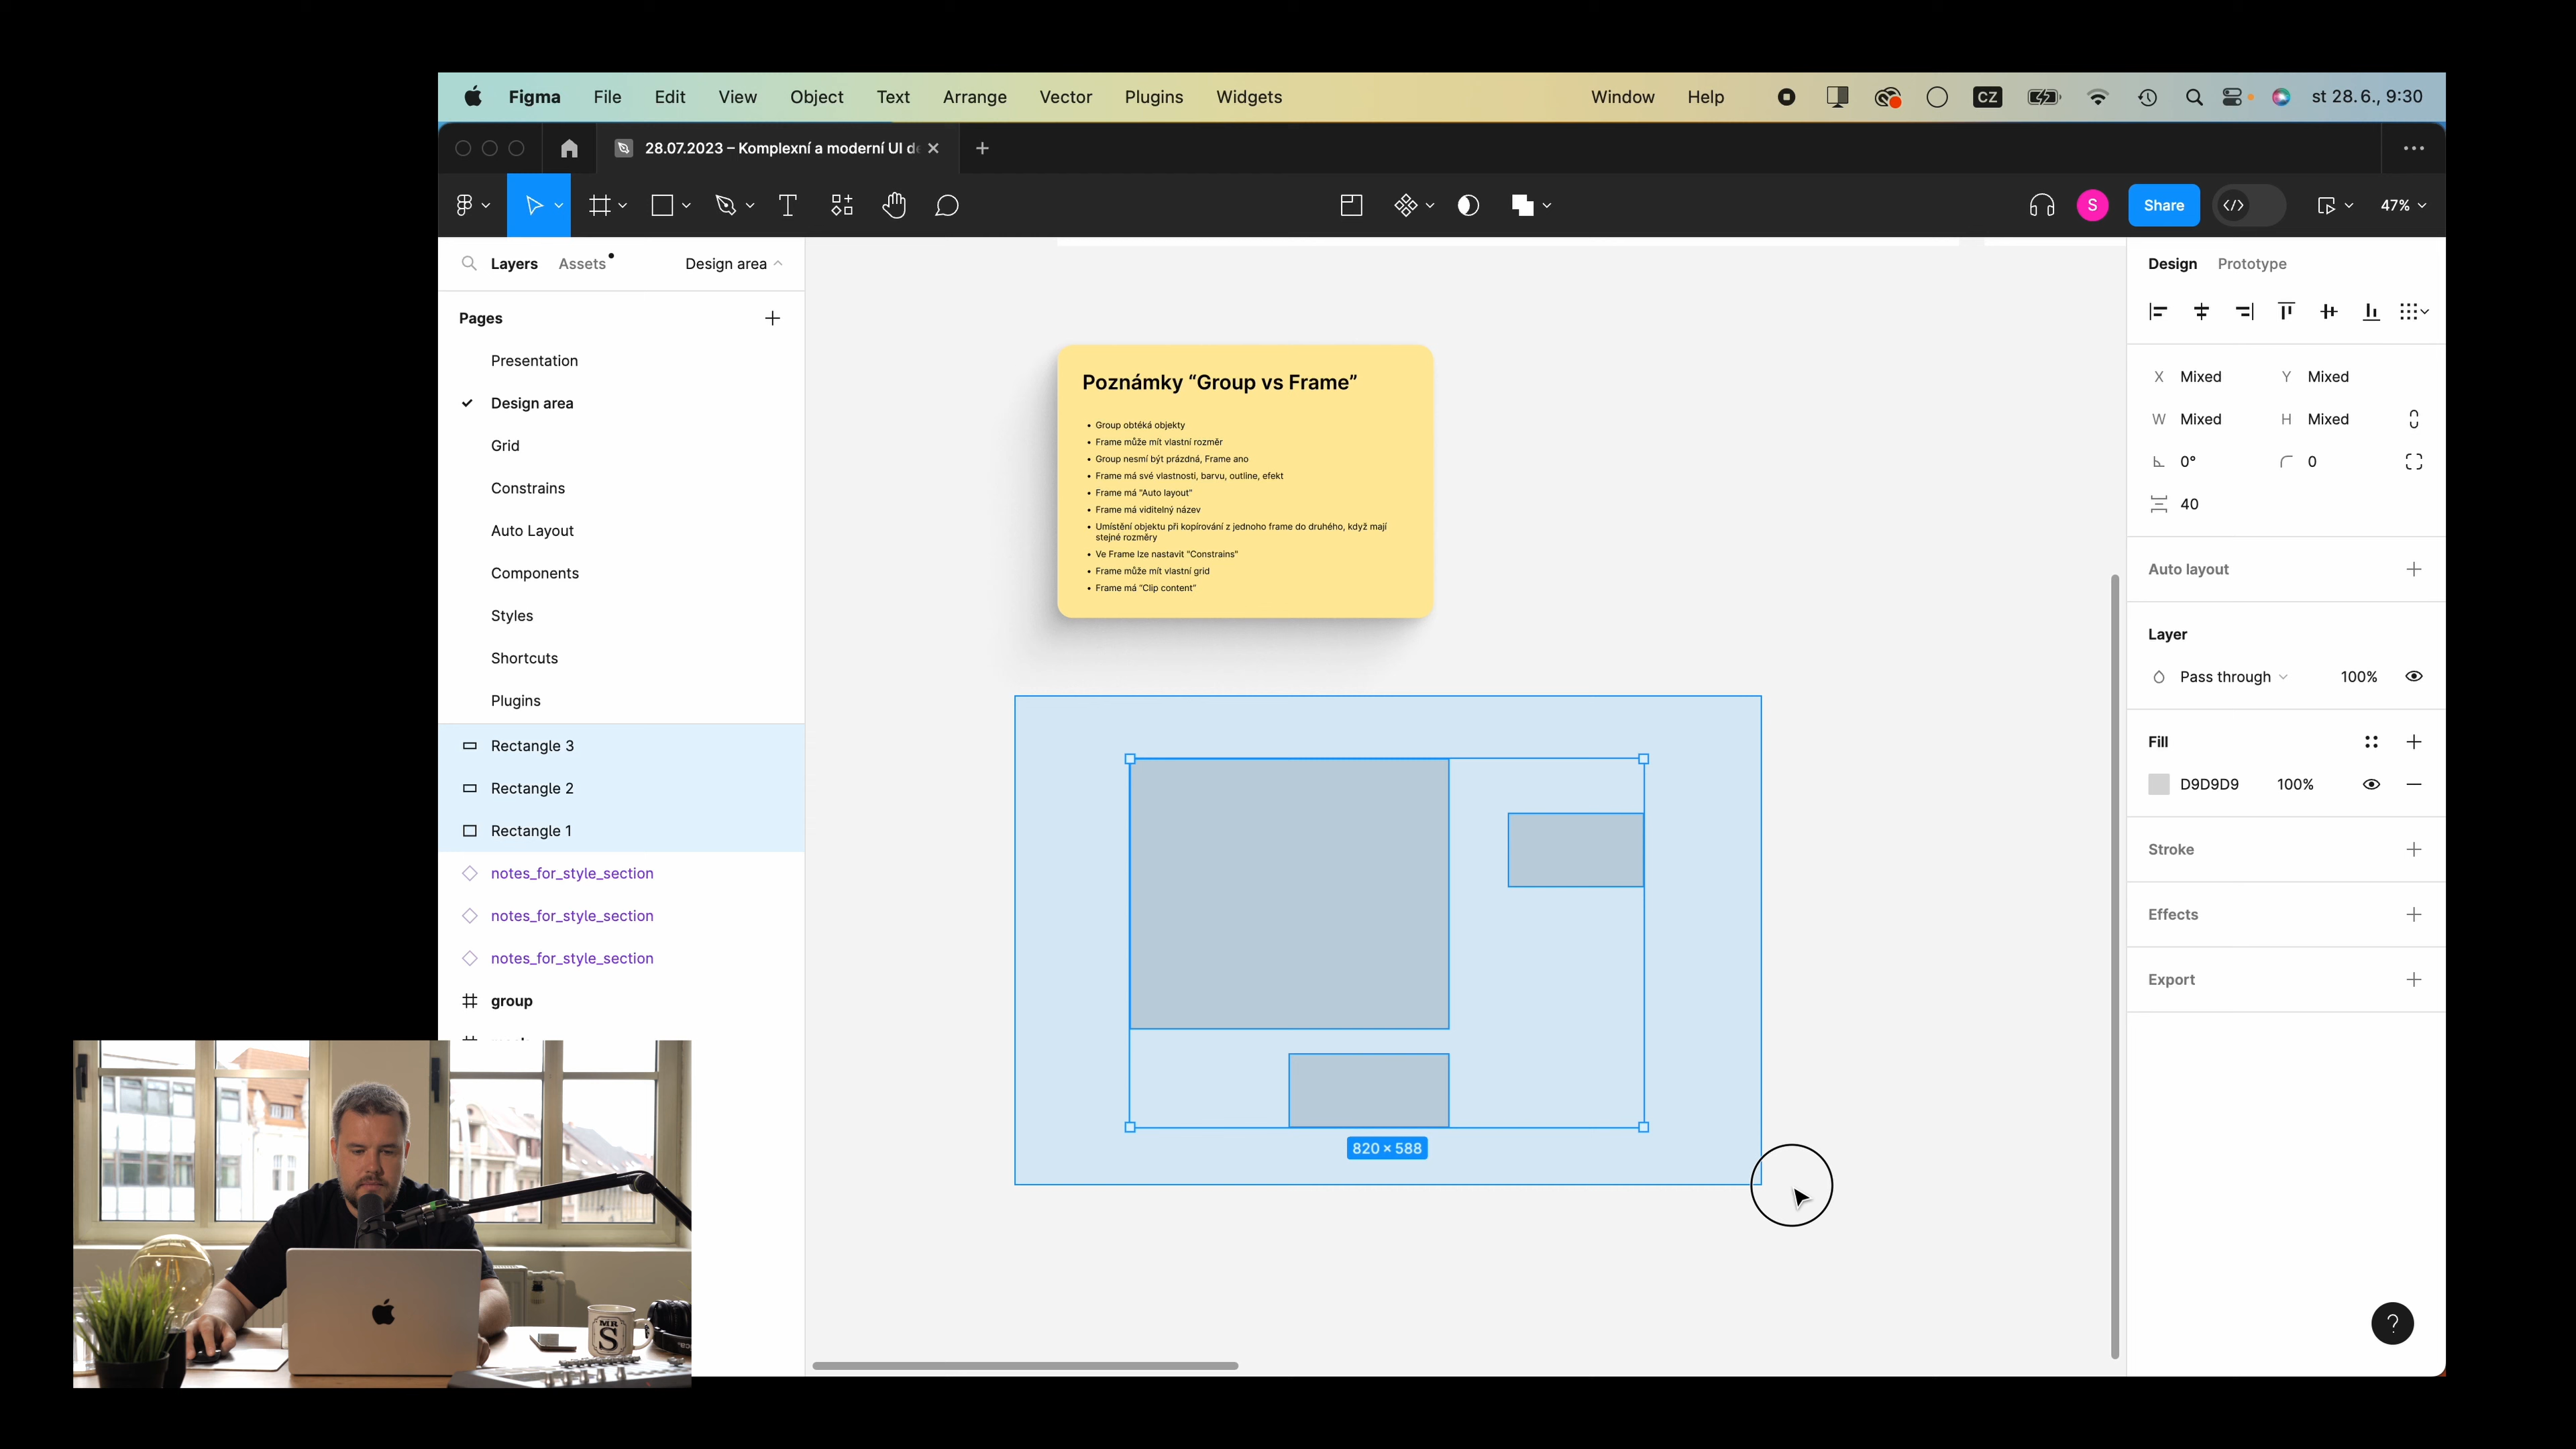 Figma File Edit View Object Text Arrange Vector Plugins Widgets Window Help CZ st 28.6., 9:30
28.07.2023 – Komplexní a moderní UI
S Share 47%
Layers Assets Design area
Pages
Presentation
Design area
Grid
Constrains
Auto Layout
Components
Styles
Shortcuts
Plugins
Rectangle 3
Rectangle 2
Rectangle 1
notes_for_style_section
notes_for_style_section
notes_for_style_section
group
Poznámky “Group vs Frame”
• Group obtéká objekty
• Frame může mít vlastní rozměr
• Group nesmí být prázdná, Frame ano
• Frame má své vlastnosti, barvu, outline, efekt
• Frame má "Auto layout"
• Frame má viditelný název
• Umístění objektu při kopírování z jednoho frame do druhého, když mají
stejné rozměry
• Ve Frame lze nastavit "Constrains"
• Frame může mít vlastní grid
• Frame má “Clip content”
820 × 588
Design Prototype
X Mixed Y Mixed
W Mixed H Mixed
0° 0
40
Auto layout
Layer
Pass through 100%
Fill
D9D9D9 100%
Stroke
Effects
Export
?
MR
S